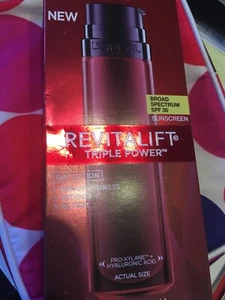 NEW
BROAD
SPECTRUM
SPF 30
SUNSCREEN
REVITALIFT®
TRIPLE POWER™
WRINKLES
PRO-XYLANE™ +
HYALURONIC ACID
ACTUAL SIZE